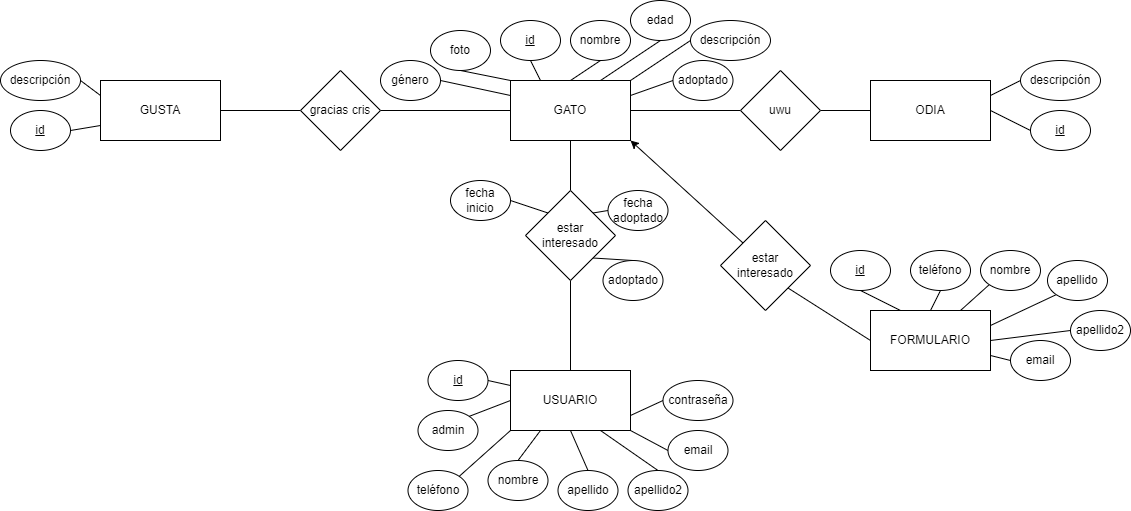 edad
foto
id
nombre
descripción
género
adoptado
descripción
GUSTA
id
gracias cris
GATO
uwu
ODIA
descripción
id
fecha
inicio
fecha
adoptado
estar
interesado
adoptado
estar
interesado
id
teléfono
nombre
apellido
apellido2
email
FORMULARIO
id
admin
USUARIO
contraseña
email
teléfono
nombre
apellido
apellido2